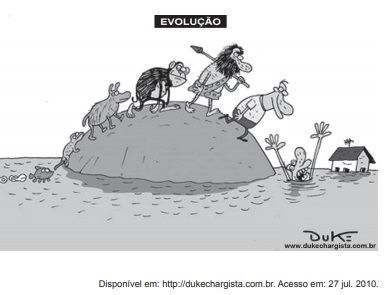 EVOLUÇÃO
DUKE
www.dukechargista.com.br
Disponível em: http://dukechargista.com.br. Acesso em: 27 jul. 2010.